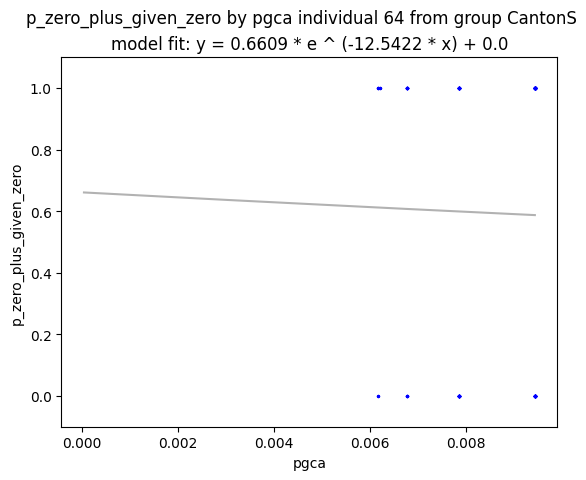 p_zero_plus_given_zero by pgca individual 64 from group CantonS
model fit: y = 0.6609 * e ^ (-12.5422 * x) + 0.0
p_zero_plus_given_zero
1.0
0.8
0.6
0.4
0.2
0.0
0.000
0.002
0.004
0.006
0.008
pgca